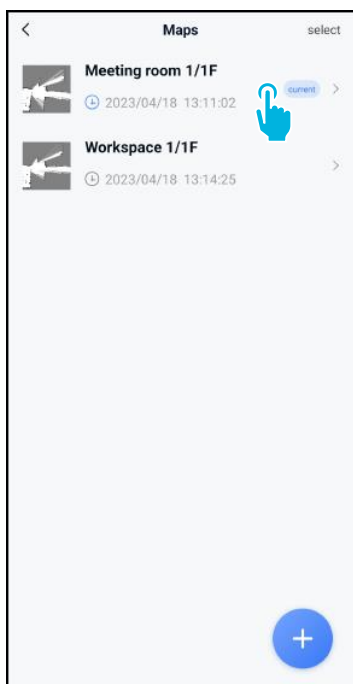 Maps select
Meeting room 1/1F
2023/04/18 13:11:02 current
Workspace 1/1F
2023/04/18 13:14:25